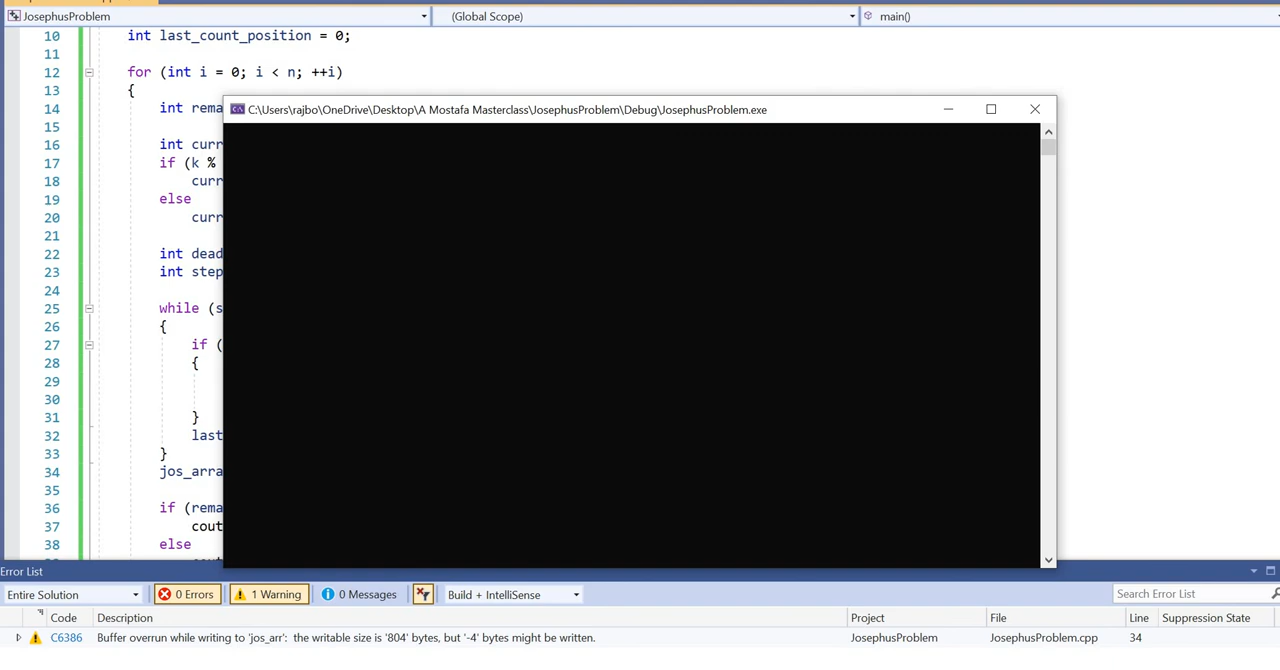 JosephusProblem (Global Scope) main()
10 int last_count_position = 0;
11
12 for (int i = 0; i < n; ++i)
13 {
14 int rema
15
16 int curr
17 if (k %
18 curr
19 else
20 curr
21
22 int dead
23 int step
24
25 while (s
26 {
27 if (
28 {
29
30
31 }
32 last
33 }
34 jos_arra
35
36 if (rema
37 cout
38 else
C:\Users\rajbo\OneDrive\Desktop\A Mostafa Masterclass\JosephusProblem\Debug\JosephusProblem.exe
Error List
Entire Solution 0 Errors 1 Warning 0 Messages Build + IntelliSense Search Error List
Code Description Project File Line Suppression State
C6386 Buffer overrun while writing to 'jos_arr': the writable size is '804' bytes, but '-4' bytes might be written. JosephusProblem JosephusProblem.cpp 34